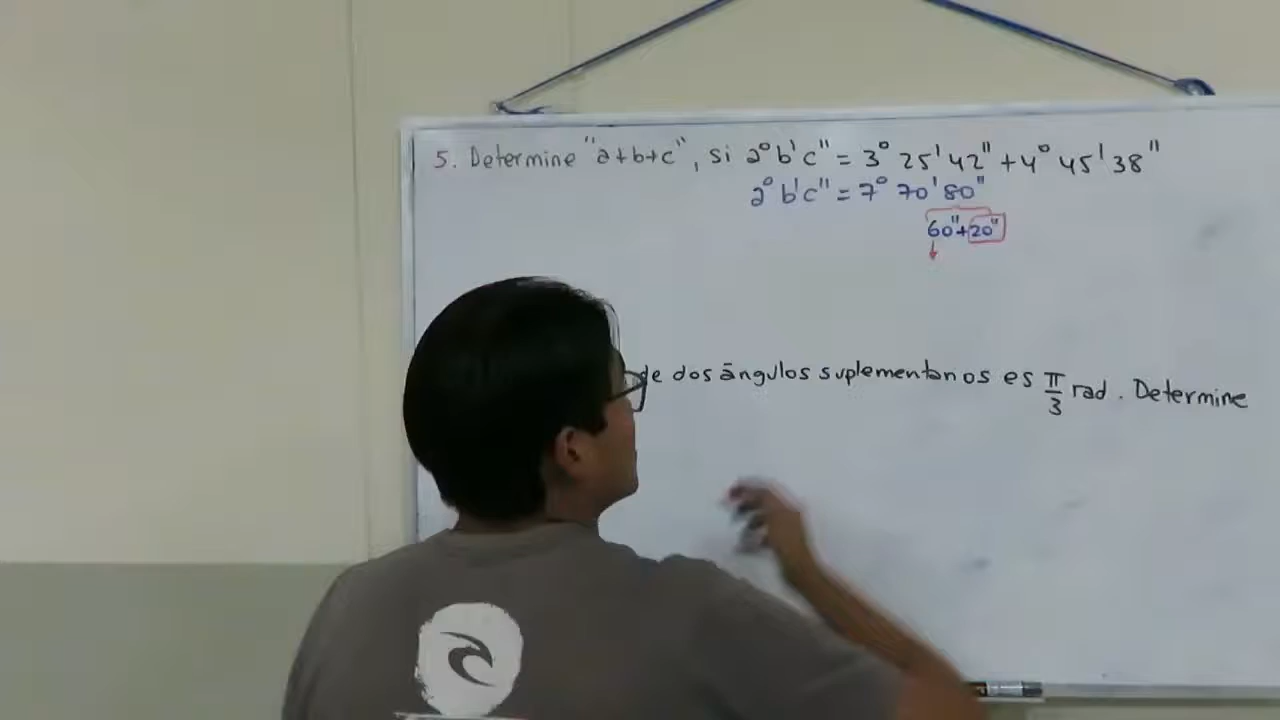 5. Determine "a+b+c", si a° b' c" = 3° 25' 42" + 4° 45' 38"
a° b' c" = 7° 70' 80"
60"+20"
de dos ángulos suplementarios es π/3 rad. Determine